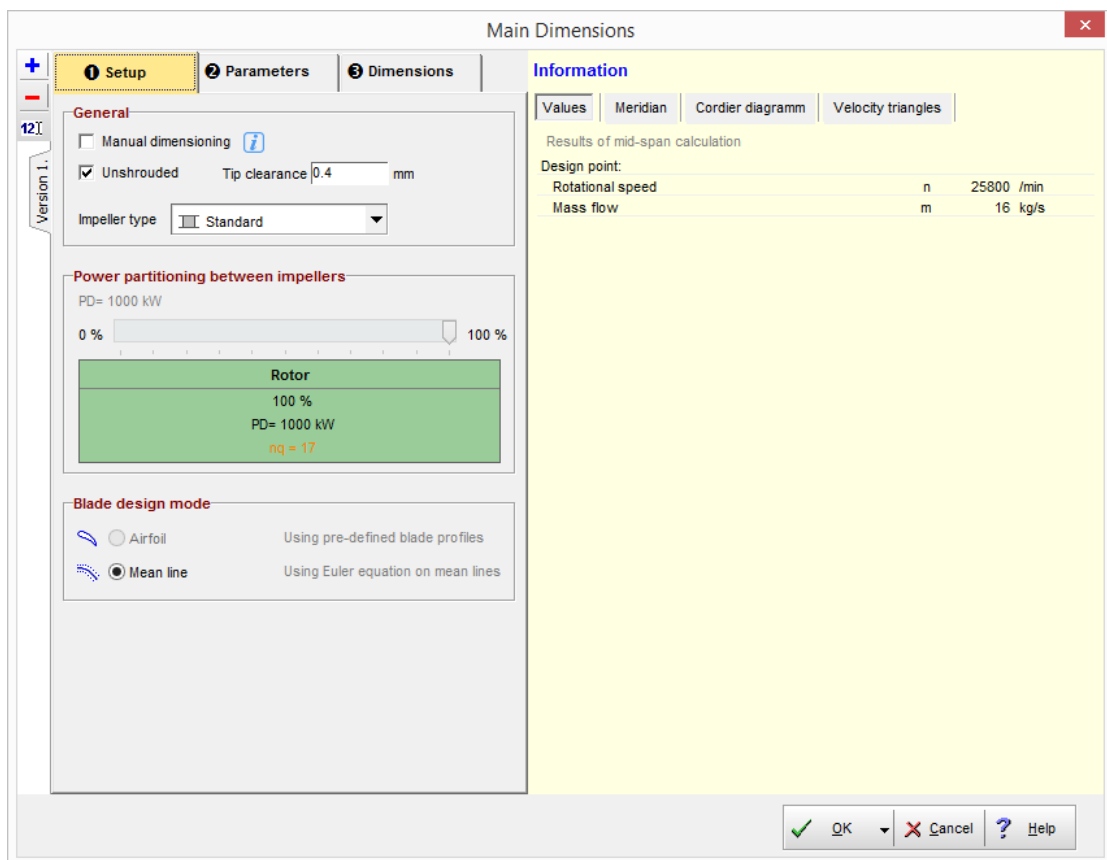 Main Dimensions
❶ Setup
❷ Parameters
❸ Dimensions
12
Version 1.
General
Manual dimensioning
i
Unshrouded
Tip clearance 0.4 mm
Impeller type Standard
Power partitioning between impellers
PD= 1000 kW
0 %
100 %
Rotor
100 %
PD= 1000 kW
nq = 17
Blade design mode
Airfoil Using pre-defined blade profiles
Mean line Using Euler equation on mean lines
Information
Values
Meridian
Cordier diagramm
Velocity triangles
Results of mid-span calculation
Design point:
Rotational speed n 25800 /min
Mass flow m 16 kg/s
OK
Cancel
? Help